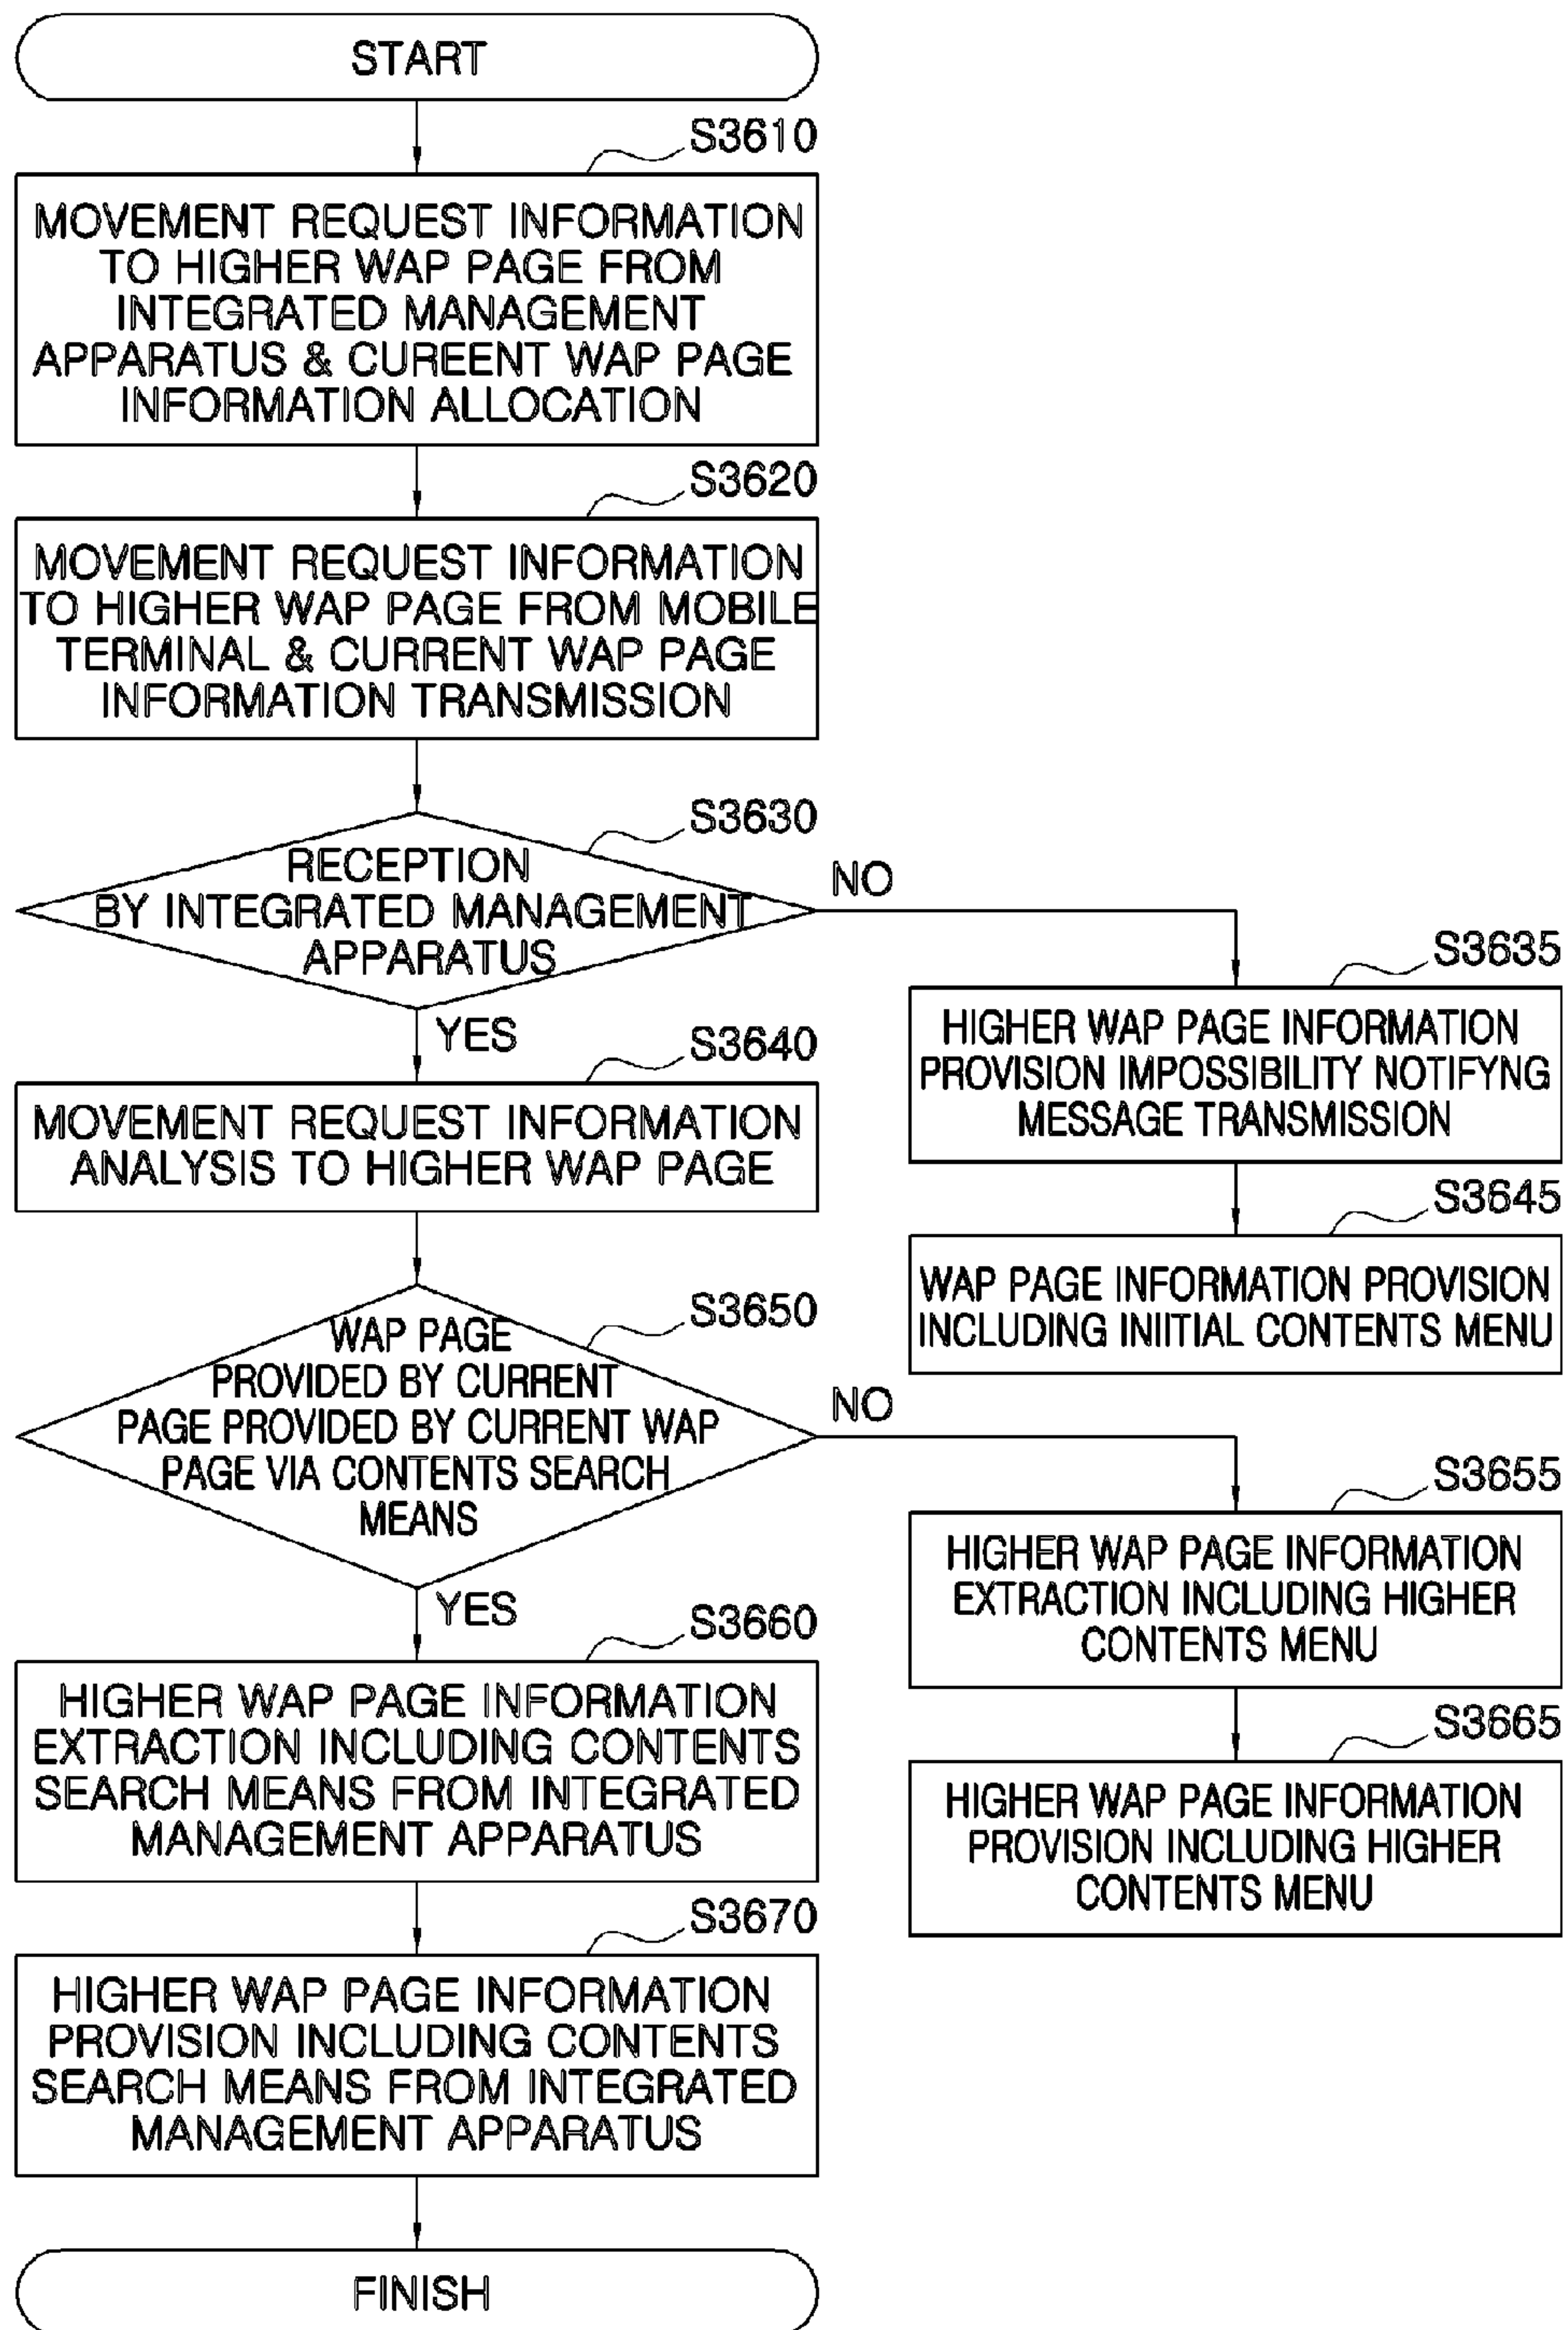 START
S3610
MOVEMENT REQUEST INFORMATION
TO HIGHER WAP PAGE FROM
INTEGRATED MANAGEMENT
APPARATUS & CUREENT WAP PAGE
INFORMATION ALLOCATION
S3620
MOVEMENT REQUEST INFORMATION
TO HIGHER WAP PAGE FROM MOBILE
TERMINAL & CURRENT WAP PAGE
INFORMATION TRANSMISSION
S3630
RECEPTION
BY INTEGRATED MANAGEMENT
APPARATUS
NO
YES
S3635
HIGHER WAP PAGE INFORMATION
PROVISION IMPOSSIBILITY NOTIFYNG
MESSAGE TRANSMISSION
S3640
MOVEMENT REQUEST INFORMATION
ANALYSIS TO HIGHER WAP PAGE
S3645
WAP PAGE INFORMATION PROVISION
INCLUDING INIITIAL CONTENTS MENU
S3650
WAP PAGE
PROVIDED BY CURRENT
PAGE PROVIDED BY CURRENT WAP
PAGE VIA CONTENTS SEARCH
MEANS
NO
YES
S3655
HIGHER WAP PAGE INFORMATION
EXTRACTION INCLUDING HIGHER
CONTENTS MENU
S3660
HIGHER WAP PAGE INFORMATION
EXTRACTION INCLUDING CONTENTS
SEARCH MEANS FROM INTEGRATED
MANAGEMENT APPARATUS
S3665
HIGHER WAP PAGE INFORMATION
PROVISION INCLUDING HIGHER
CONTENTS MENU
S3670
HIGHER WAP PAGE INFORMATION
PROVISION INCLUDING CONTENTS
SEARCH MEANS FROM INTEGRATED
MANAGEMENT APPARATUS
FINISH